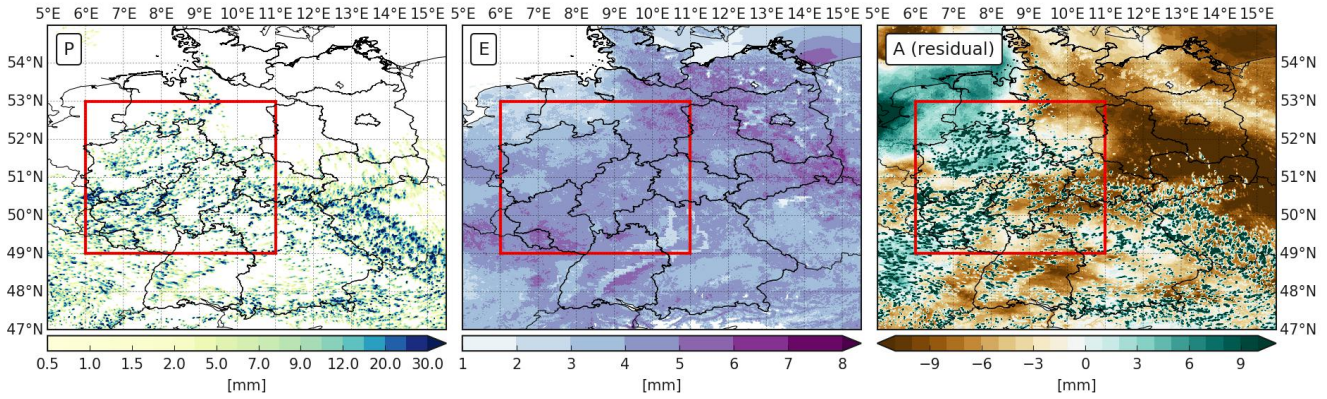 5°E 6°E 7°E 8°E 9°E 10°E 11°E 12°E 13°E 14°E 15°E 5°E 6°E 7°E 8°E 9°E 10°E 11°E 12°E 13°E 14°E 15°E 5°E 6°E 7°E 8°E 9°E 10°E 11°E 12°E 13°E 14°E 15°E
P E A (residual)
54°N 54°N
53°N 53°N
52°N 52°N
51°N 51°N
50°N 50°N
49°N 49°N
48°N 48°N
47°N 47°N
0.5 1.0 1.5 2.0 5.0 7.0 9.0 12.0 20.0 30.0 1 2 3 4 5 6 7 8 −9 −6 −3 0 3 6 9
[mm] [mm] [mm]